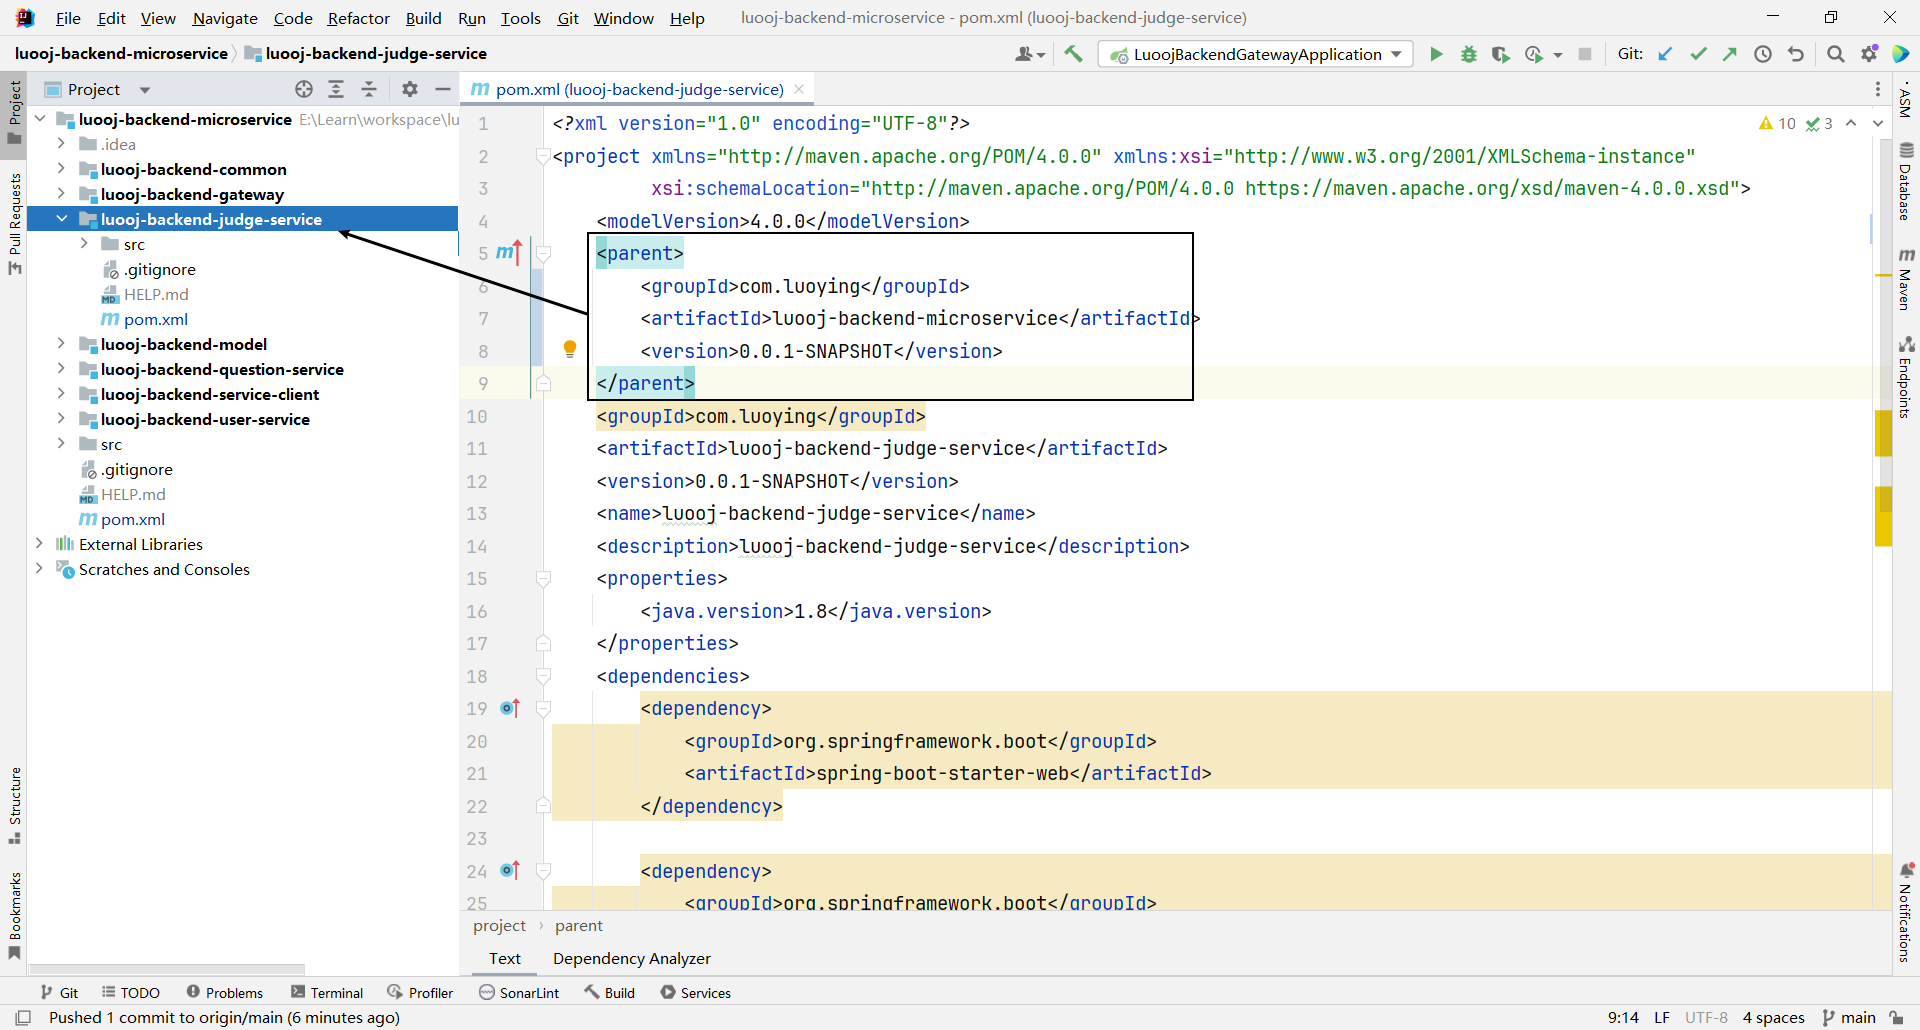 File Edit View Navigate Code Refactor Build Run Tools Git Window Help luooj-backend-microservice - pom.xml (luooj-backend-judge-service)
luooj-backend-microservice luooj-backend-judge-service LuoojBackendGatewayApplication Git:
Project
pom.xml (luooj-backend-judge-service)
luooj-backend-microservice E:\Learn\workspace\lu
.idea
luooj-backend-common
luooj-backend-gateway
luooj-backend-judge-service
src
.gitignore
HELP.md
pom.xml
luooj-backend-model
luooj-backend-question-service
luooj-backend-service-client
luooj-backend-user-service
src
.gitignore
HELP.md
pom.xml
External Libraries
Scratches and Consoles
Project
Pull Requests
Structure
Bookmarks
10 3
1 <?xml version="1.0" encoding="UTF-8"?>
2 <project xmlns="http://maven.apache.org/POM/4.0.0" xmlns:xsi="http://www.w3.org/2001/XMLSchema-instance"
3 xsi:schemaLocation="http://maven.apache.org/POM/4.0.0 https://maven.apache.org/xsd/maven-4.0.0.xsd">
4 <modelVersion>4.0.0</modelVersion>
5 <parent>
6 <groupId>com.luoying</groupId>
7 <artifactId>luooj-backend-microservice</artifactId>
8 <version>0.0.1-SNAPSHOT</version>
9 </parent>
10 <groupId>com.luoying</groupId>
11 <artifactId>luooj-backend-judge-service</artifactId>
12 <version>0.0.1-SNAPSHOT</version>
13 <name>luooj-backend-judge-service</name>
14 <description>luooj-backend-judge-service</description>
15 <properties>
16 <java.version>1.8</java.version>
17 </properties>
18 <dependencies>
19 <dependency>
20 <groupId>org.springframework.boot</groupId>
21 <artifactId>spring-boot-starter-web</artifactId>
22 </dependency>
23
24 <dependency>
25 <groupId>org.springframework.boot</groupId>
project parent
Text Dependency Analyzer
ASM
Database
Maven
Endpoints
Notifications
Git TODO Problems Terminal Profiler SonarLint Build Services
Pushed 1 commit to origin/main (6 minutes ago) 9:14 LF UTF-8 4 spaces main